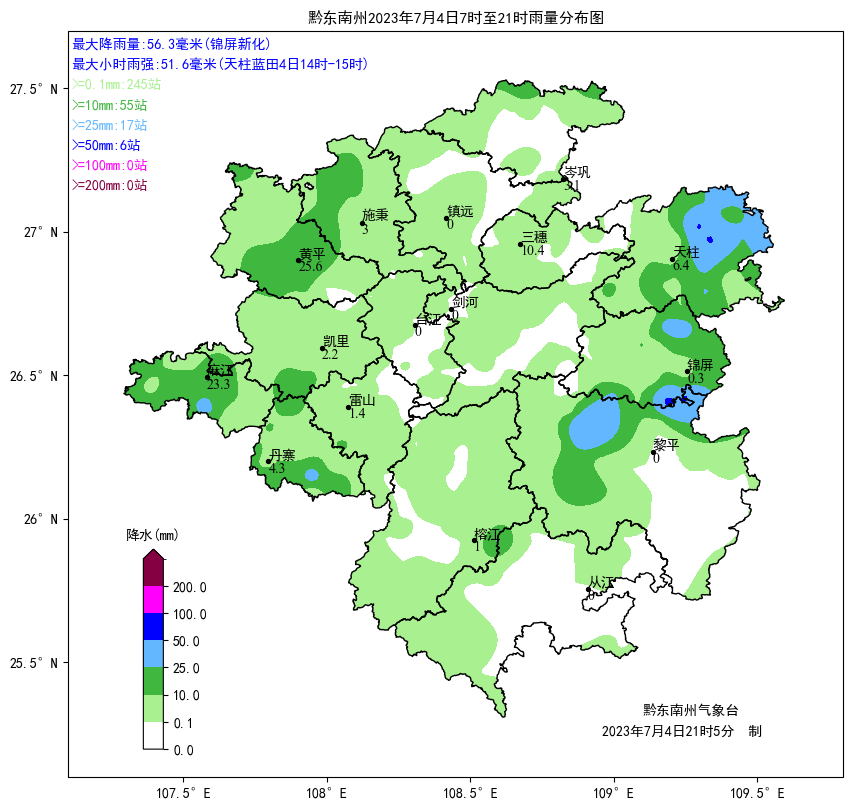 黔东南州2023年7月4日7时至21时雨量分布图
最大降雨量:56.3毫米(锦屏新化)
最大小时雨强:51.6毫米(天柱蓝田4日14时-15时)
>=0.1mm:245站
>=10mm:55站
>=25mm:17站
>=50mm:6站
>=100mm:0站
>=200mm:0站
27.5°N
27°N
26.5°N
26°N
25.5°N
岑巩
31
施秉
3
镇远
0
三穗
10.4
黄平
25.6
天柱
6.4
剑河
0
台江
0
凯里
2.2
麻江
23.3
锦屏
0.3
雷山
1.4
丹寨
4.3
黎平
0
榕江
1
从江
0
降水(mm)
200.0
100.0
50.0
25.0
10.0
0.1
0.0
黔东南州气象台
2023年7月4日21时5分 制
107.5°E
108°E
108.5°E
109°E
109.5°E